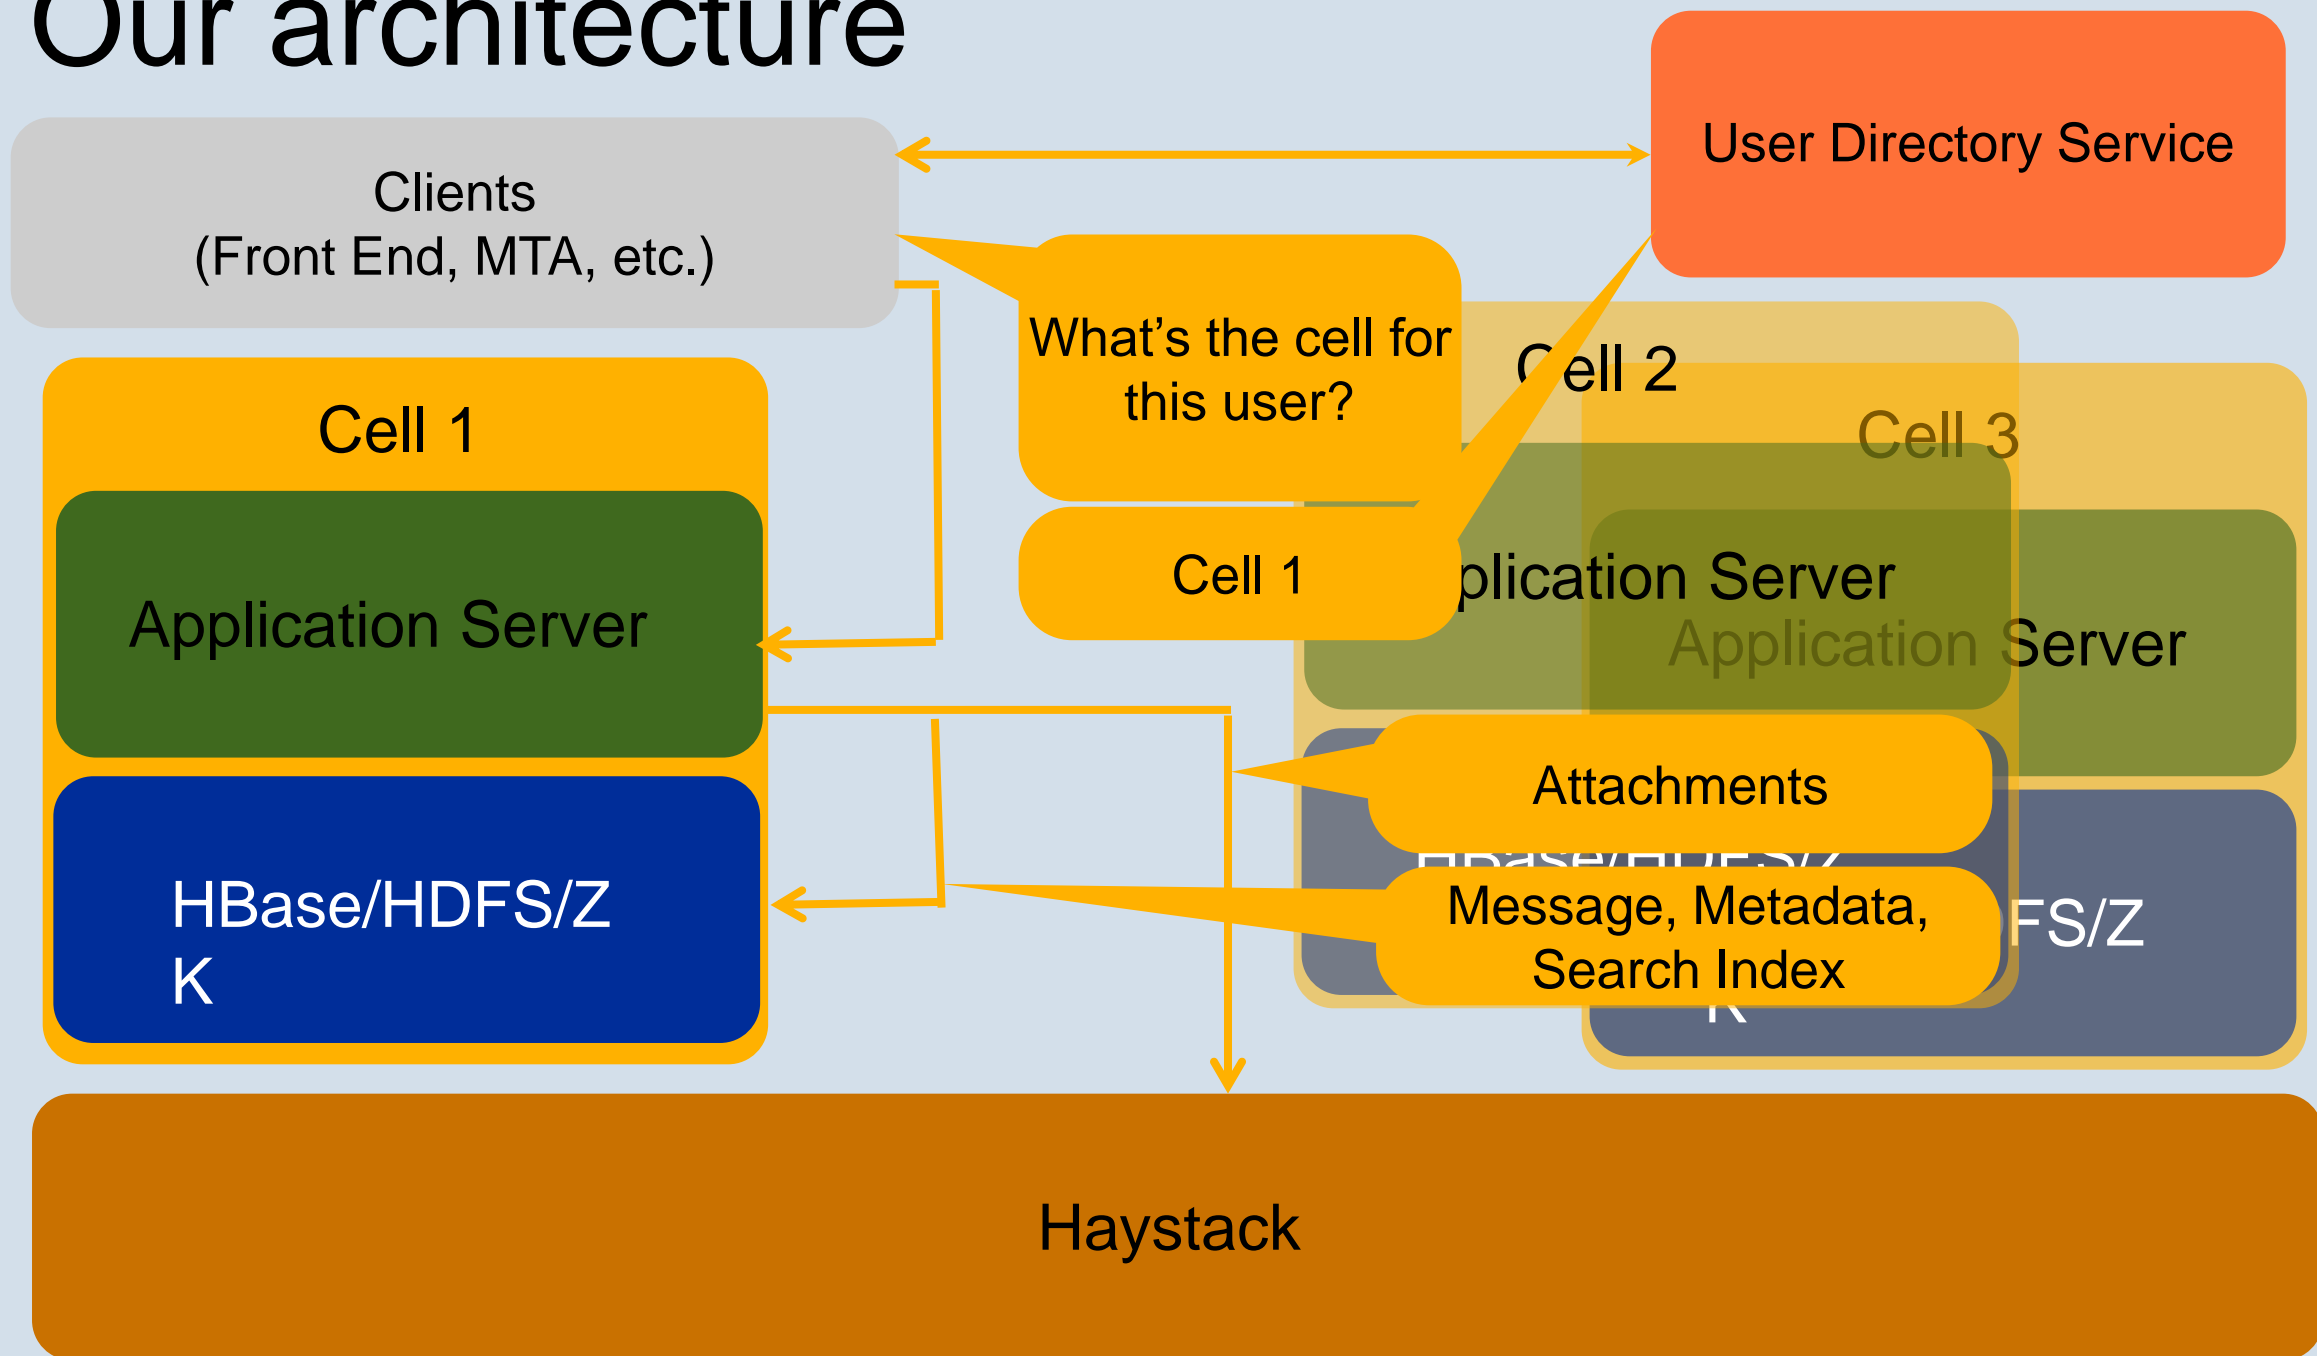 Our architecture
User Directory Service
Clients
(Front End, MTA, etc.)
What's the cell for
this user?
Cell 2
Cell 3
Cell 1
Cell 1
plication Server
Application Server
Application Server
Attachments
HBase/HDFS/Z
HBase/HDFS/Z
K
Message, Metadata,
Search Index
FS/Z
K
Haystack